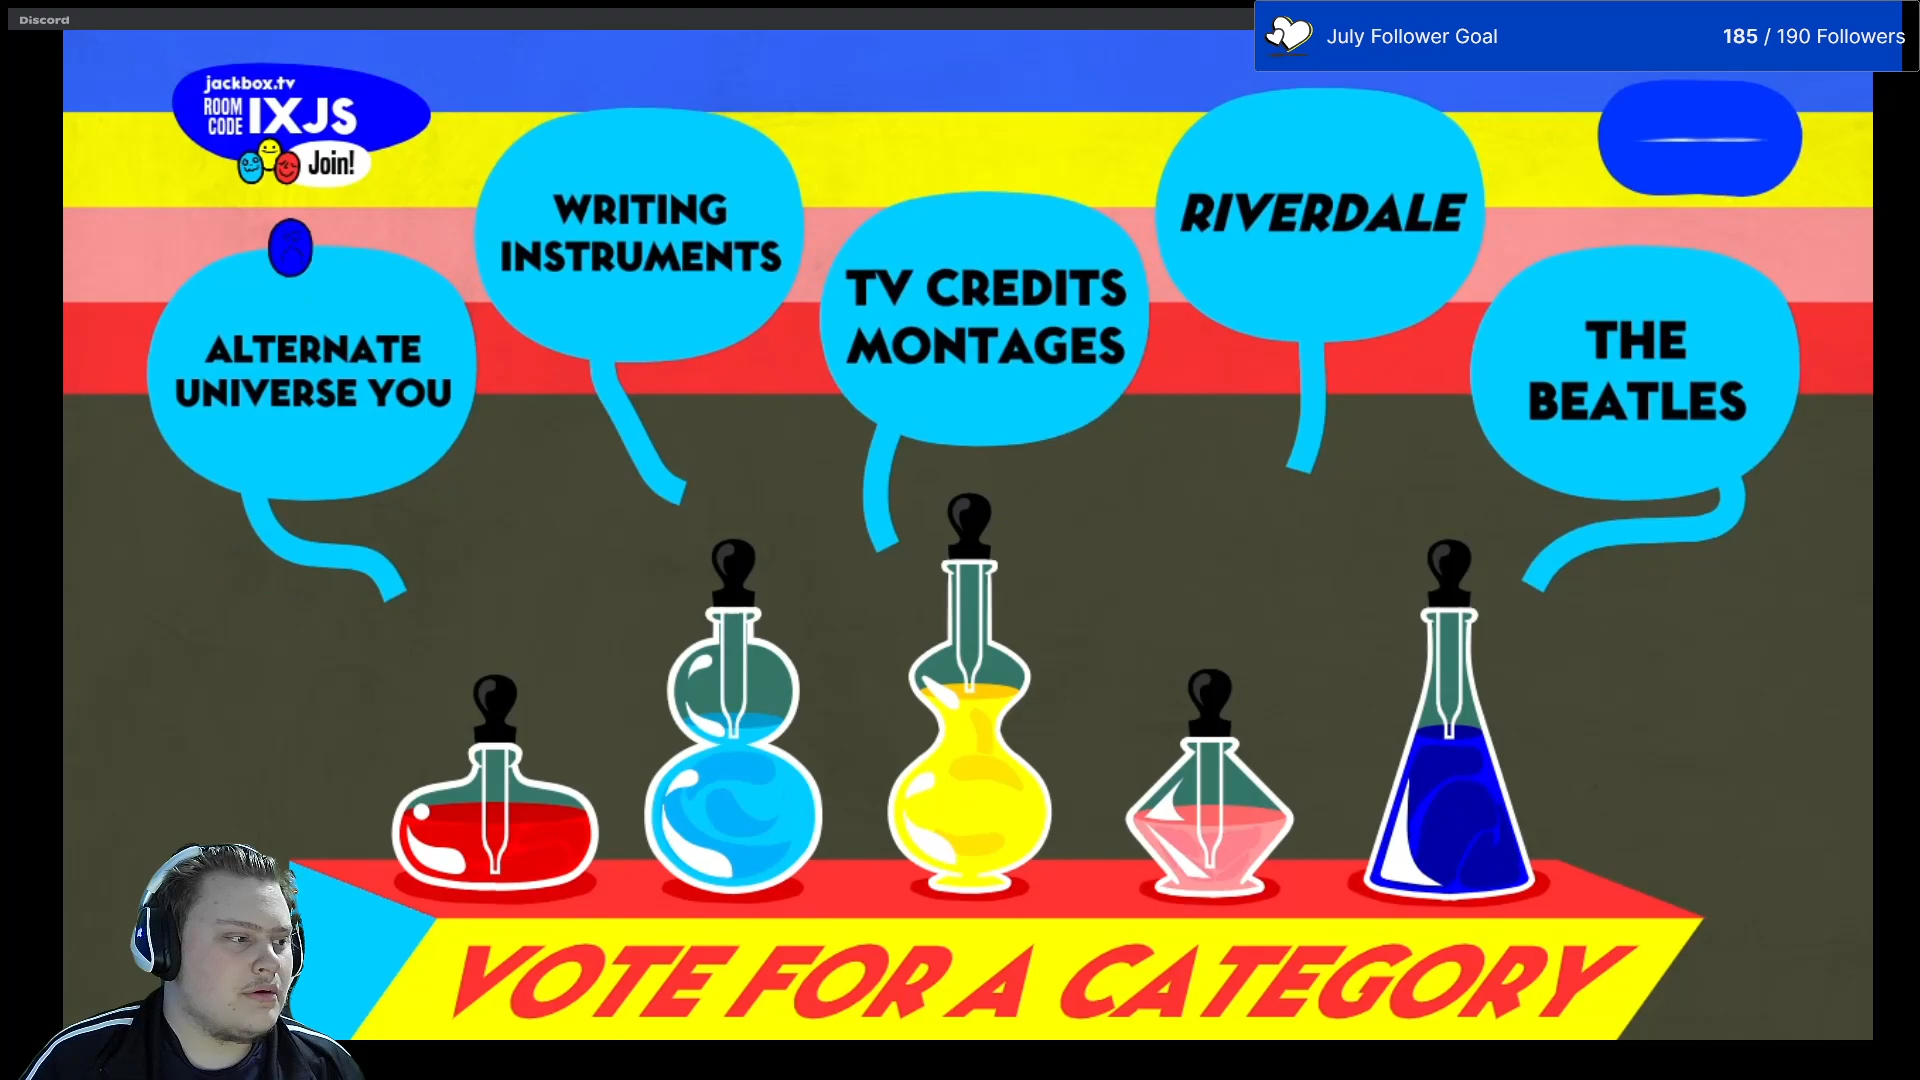 Discord
July Follower Goal
185 / 190 Followers
jackbox.tv
ROOM CODE IXJS
Join!
ALTERNATE
UNIVERSE YOU
WRITING
INSTRUMENTS
TV CREDITS
MONTAGES
RIVERDALE
THE
BEATLES
VOTE FOR A CATEGORY